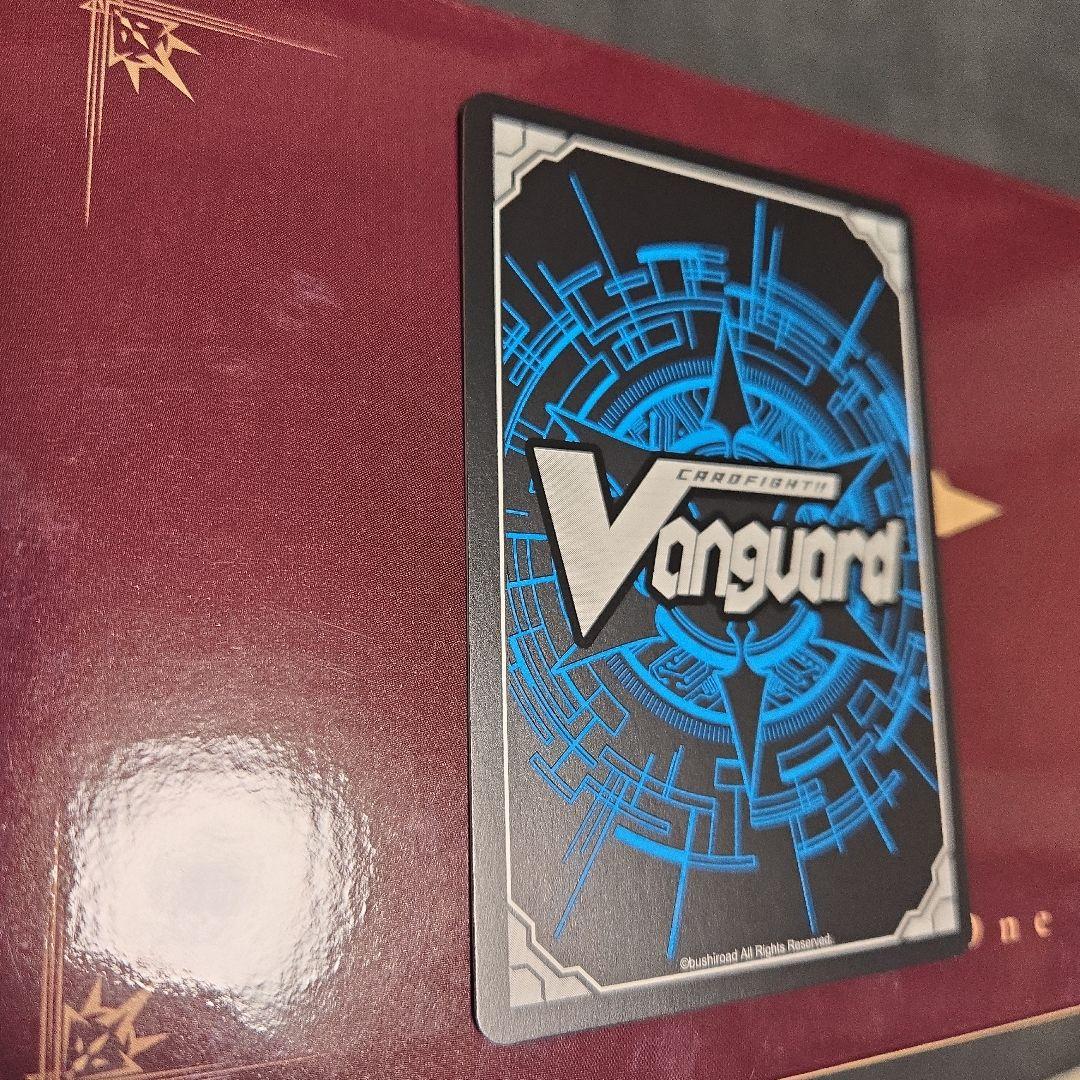 CARDFIGHT!!
Vanguard
one
©bushiroad All Rights Reserved.